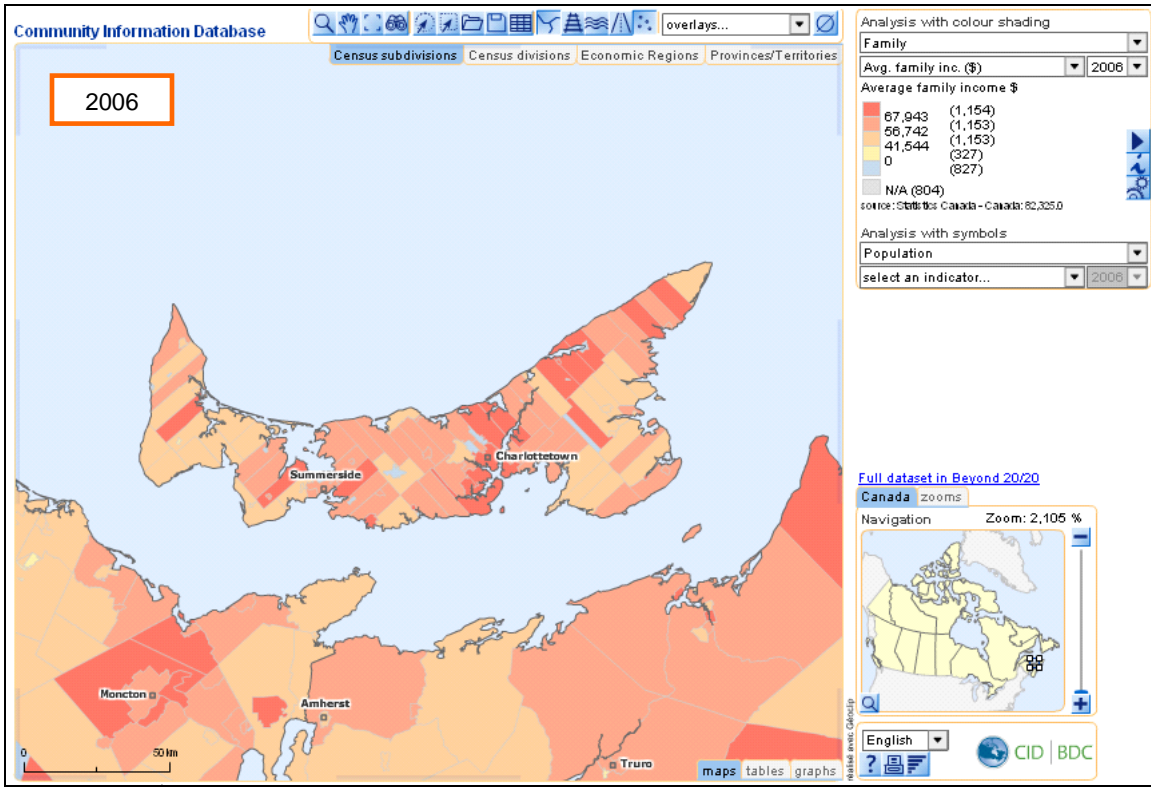 Community Information Database
overlays...
Census subdivisions Census divisions Economic Regions Provinces/Territories
2006
Charlottetown
Summerside
Moncton
Amherst
Truro
0 50 km
maps tables graphs
réalisé avec Géoclip
Analysis with colour shading
Family
Avg. family inc. ($) 2006
Average family income $
67,943 (1,154)
56,742 (1,153)
41,544 (1,153)
0 (327)
(827)
N/A (804)
source: Statistics Canada - Canada: 82,325.0
Analysis with symbols
Population
select an indicator... 2006
Full dataset in Beyond 20/20
Canada zooms
Navigation Zoom: 2,105 %
English
?
CID | BDC